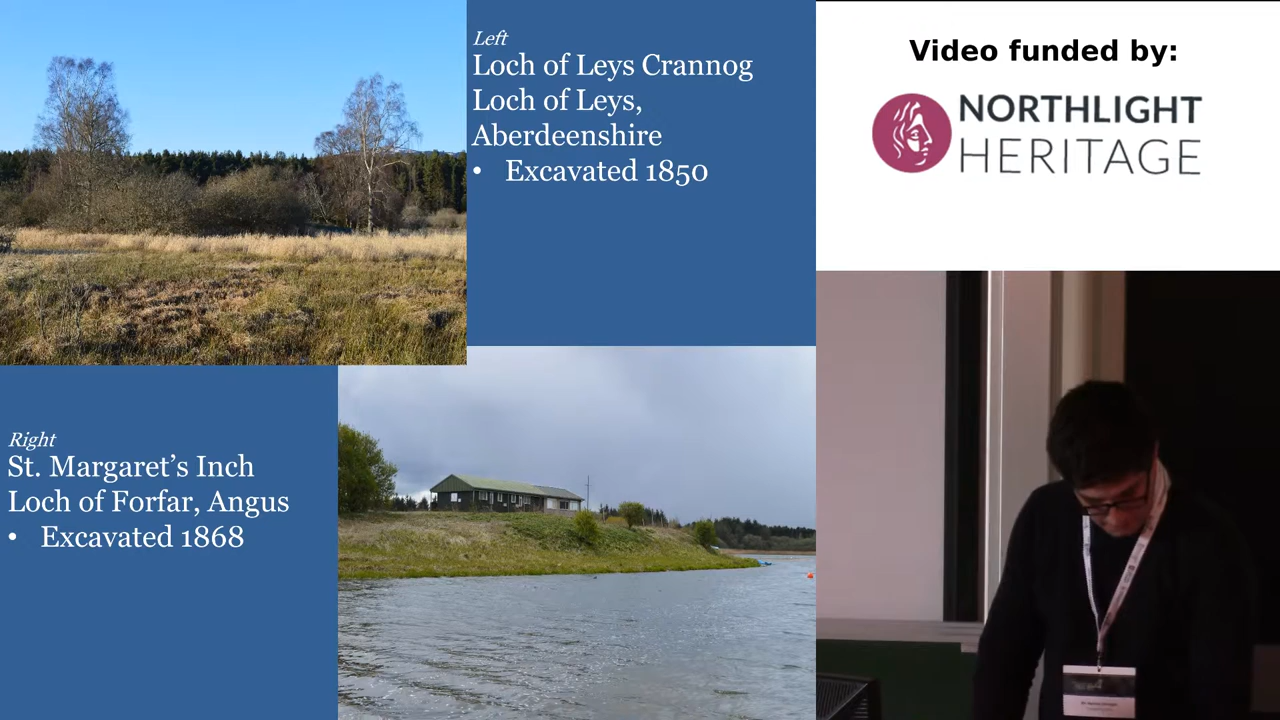 Left
Loch of Leys Crannog
Loch of Leys,
Aberdeenshire
• Excavated 1850
Right
St. Margaret's Inch
Loch of Forfar, Angus
• Excavated 1868
Video funded by:
NORTHLIGHT
HERITAGE